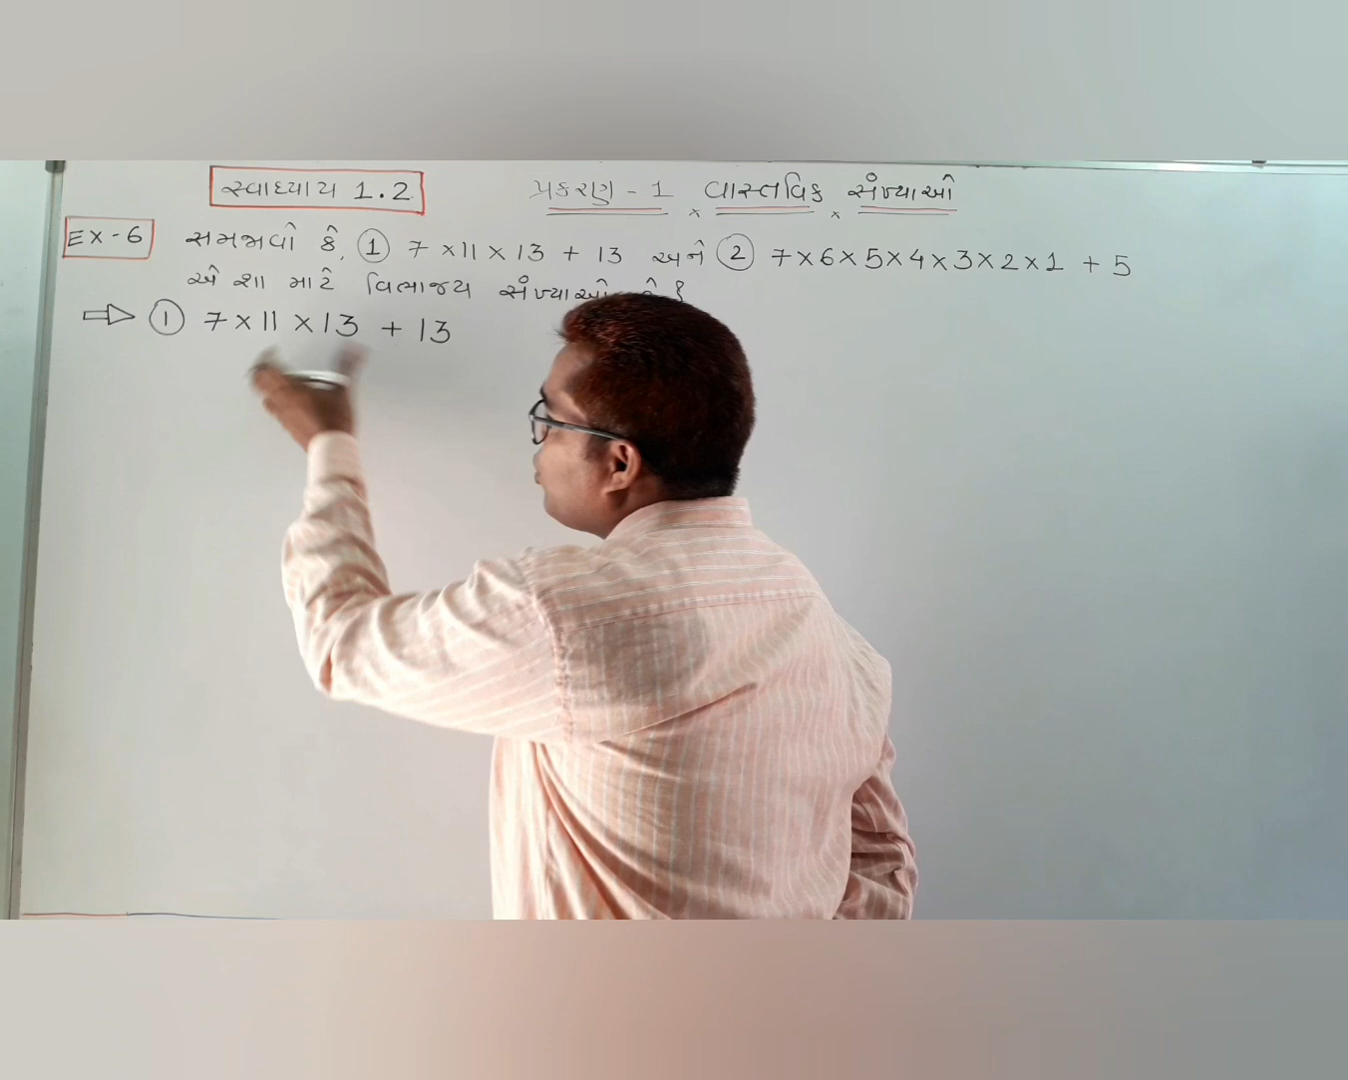 સ્વાધ્યાય 1.2 પ્રકરણ - 1 વાસ્તવિક સંખ્યાઓ
EX-6 સમજાવો કે, ① 7 × 11 × 13 + 13 અને ② 7 × 6 × 5 × 4 × 3 × 2 × 1 + 5
એ શા માટે વિભાજ્ય સંખ્યાઓ
⇨ ① 7 × 11 × 13 + 13